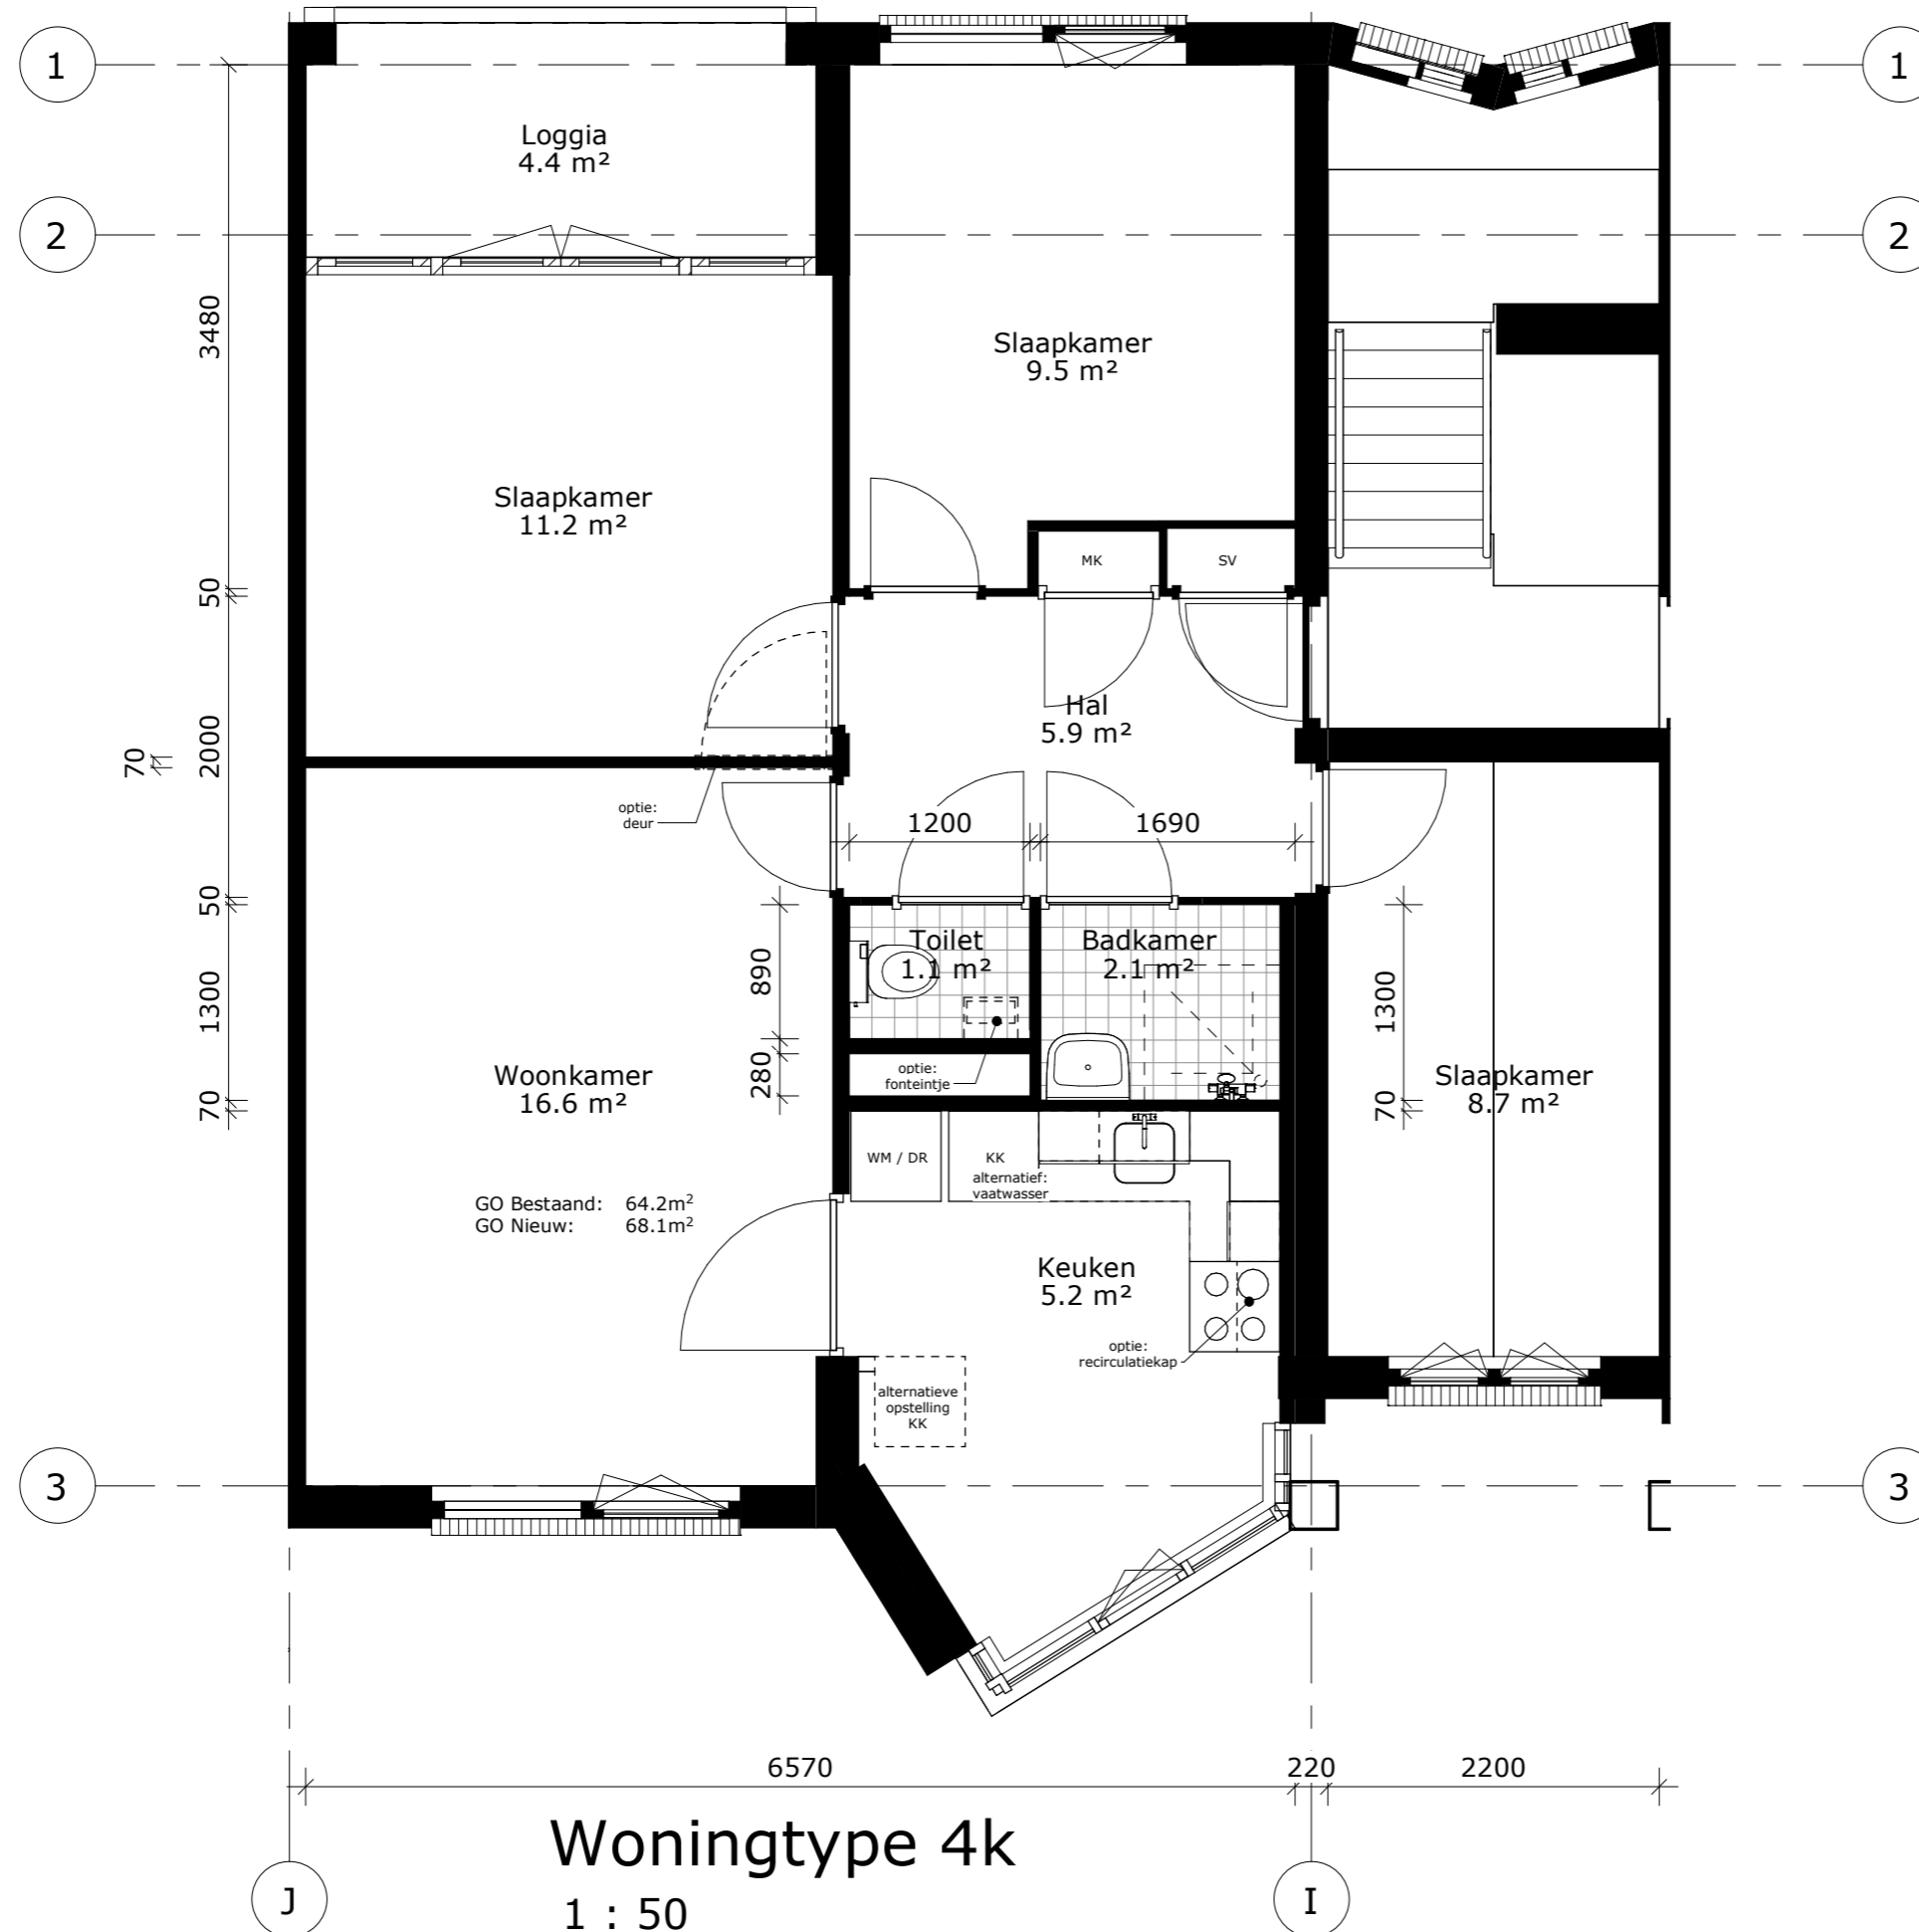 1
1
Loggia
4.4 m²
2
2
3480
Slaapkamer
9.5 m²
Slaapkamer
11.2 m²
MK
SV
50
Hal
5.9 m²
2000
70
optie:
deur
1200
1690
50
890
Toilet
1.1 m²
Badkamer
2.1 m²
1300
1300
280
optie:
fonteintje
Woonkamer
16.6 m²
Slaapkamer
8.7 m²
70
70
WM / DR
KK
alternatief:
vaatwasser
GO Bestaand: 64.2m²
GO Nieuw: 68.1m²
Keuken
5.2 m²
optie:
recirculatiekap
alternatieve
opstelling
KK
3
3
6570
220
2200
Woningtype 4k
1 : 50
J
I